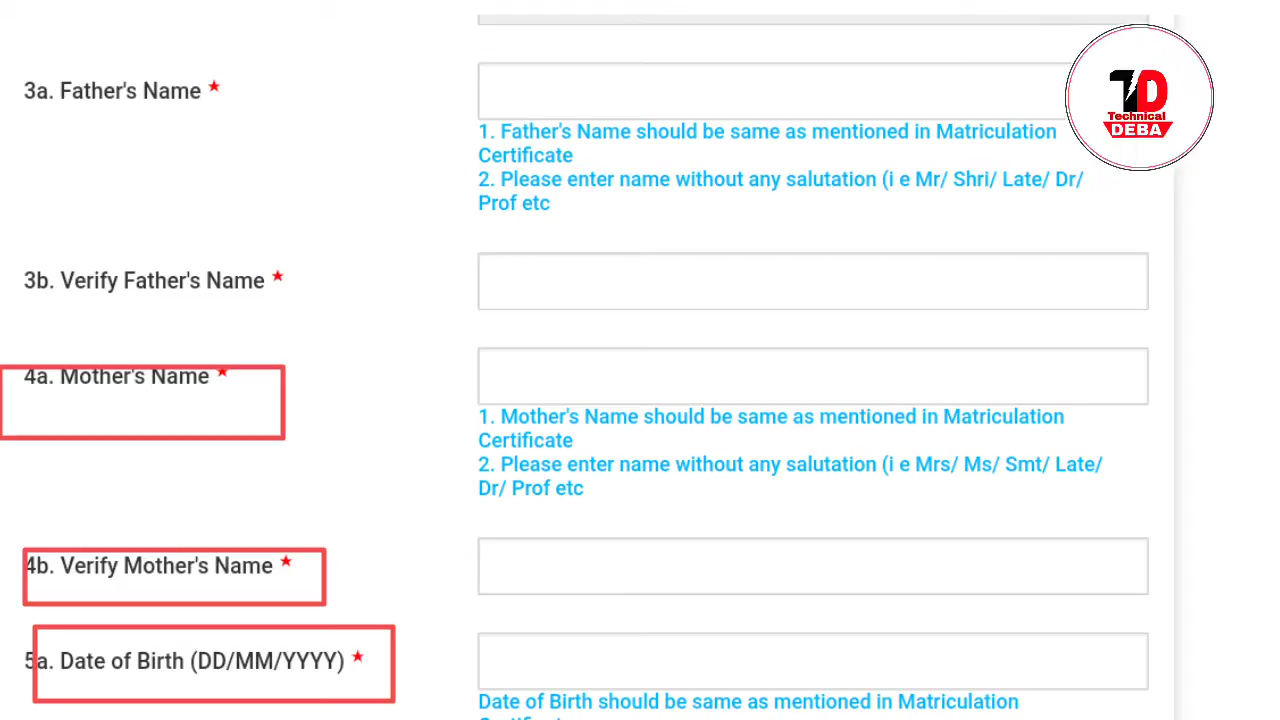 3a. Father's Name ★
1. Father's Name should be same as mentioned in Matriculation
Certificate
2. Please enter name without any salutation (i e Mr/ Shri/ Late/ Dr/
Prof etc
TD
Technical
DEBA
3b. Verify Father's Name ★
4a. Mother's Name ★
1. Mother's Name should be same as mentioned in Matriculation
Certificate
2. Please enter name without any salutation (i e Mrs/ Ms/ Smt/ Late/
Dr/ Prof etc
4b. Verify Mother's Name ★
5a. Date of Birth (DD/MM/YYYY) ★
Date of Birth should be same as mentioned in Matriculation